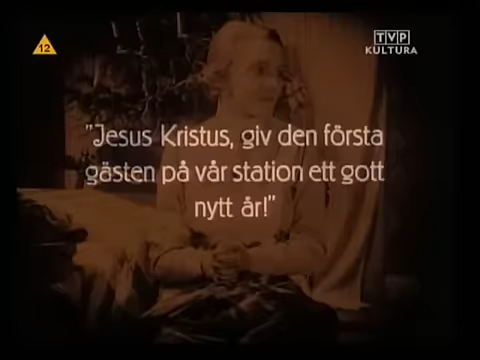 12
TVP
KULTURA
"Jesus Kristus, giv den första
gästen på vår station ett gott
nytt år!"